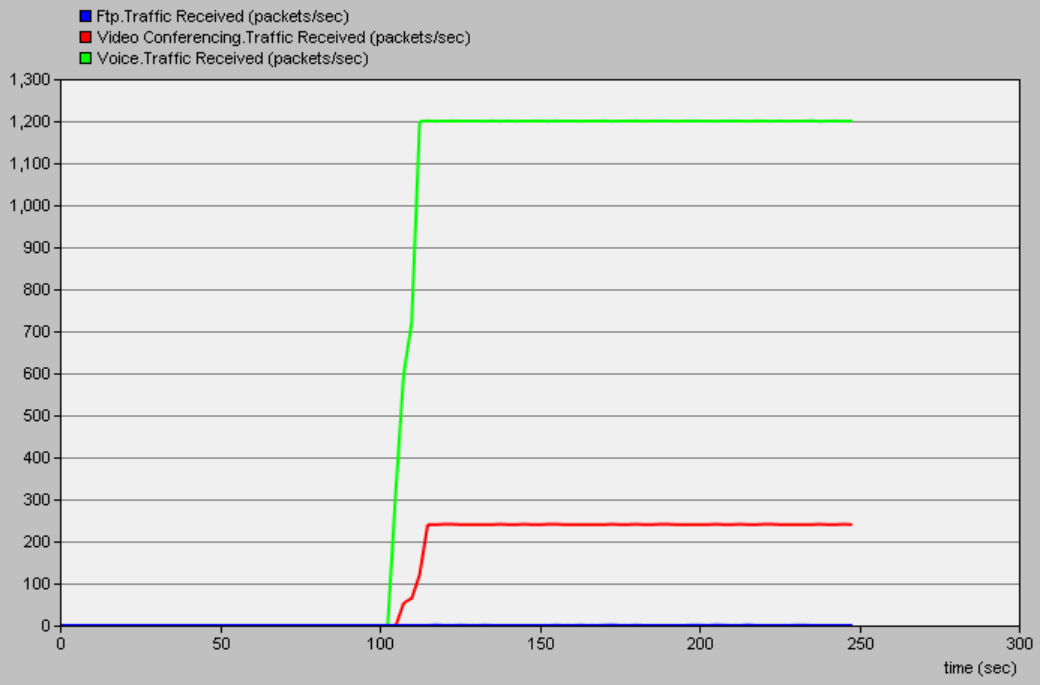 Ftp.Traffic Received (packets/sec)
Video Conferencing.Traffic Received (packets/sec)
Voice.Traffic Received (packets/sec)
1,300
1,200
1,100
1,000
900
800
700
600
500
400
300
200
100
0
0 50 100 150 200 250 300
time (sec)